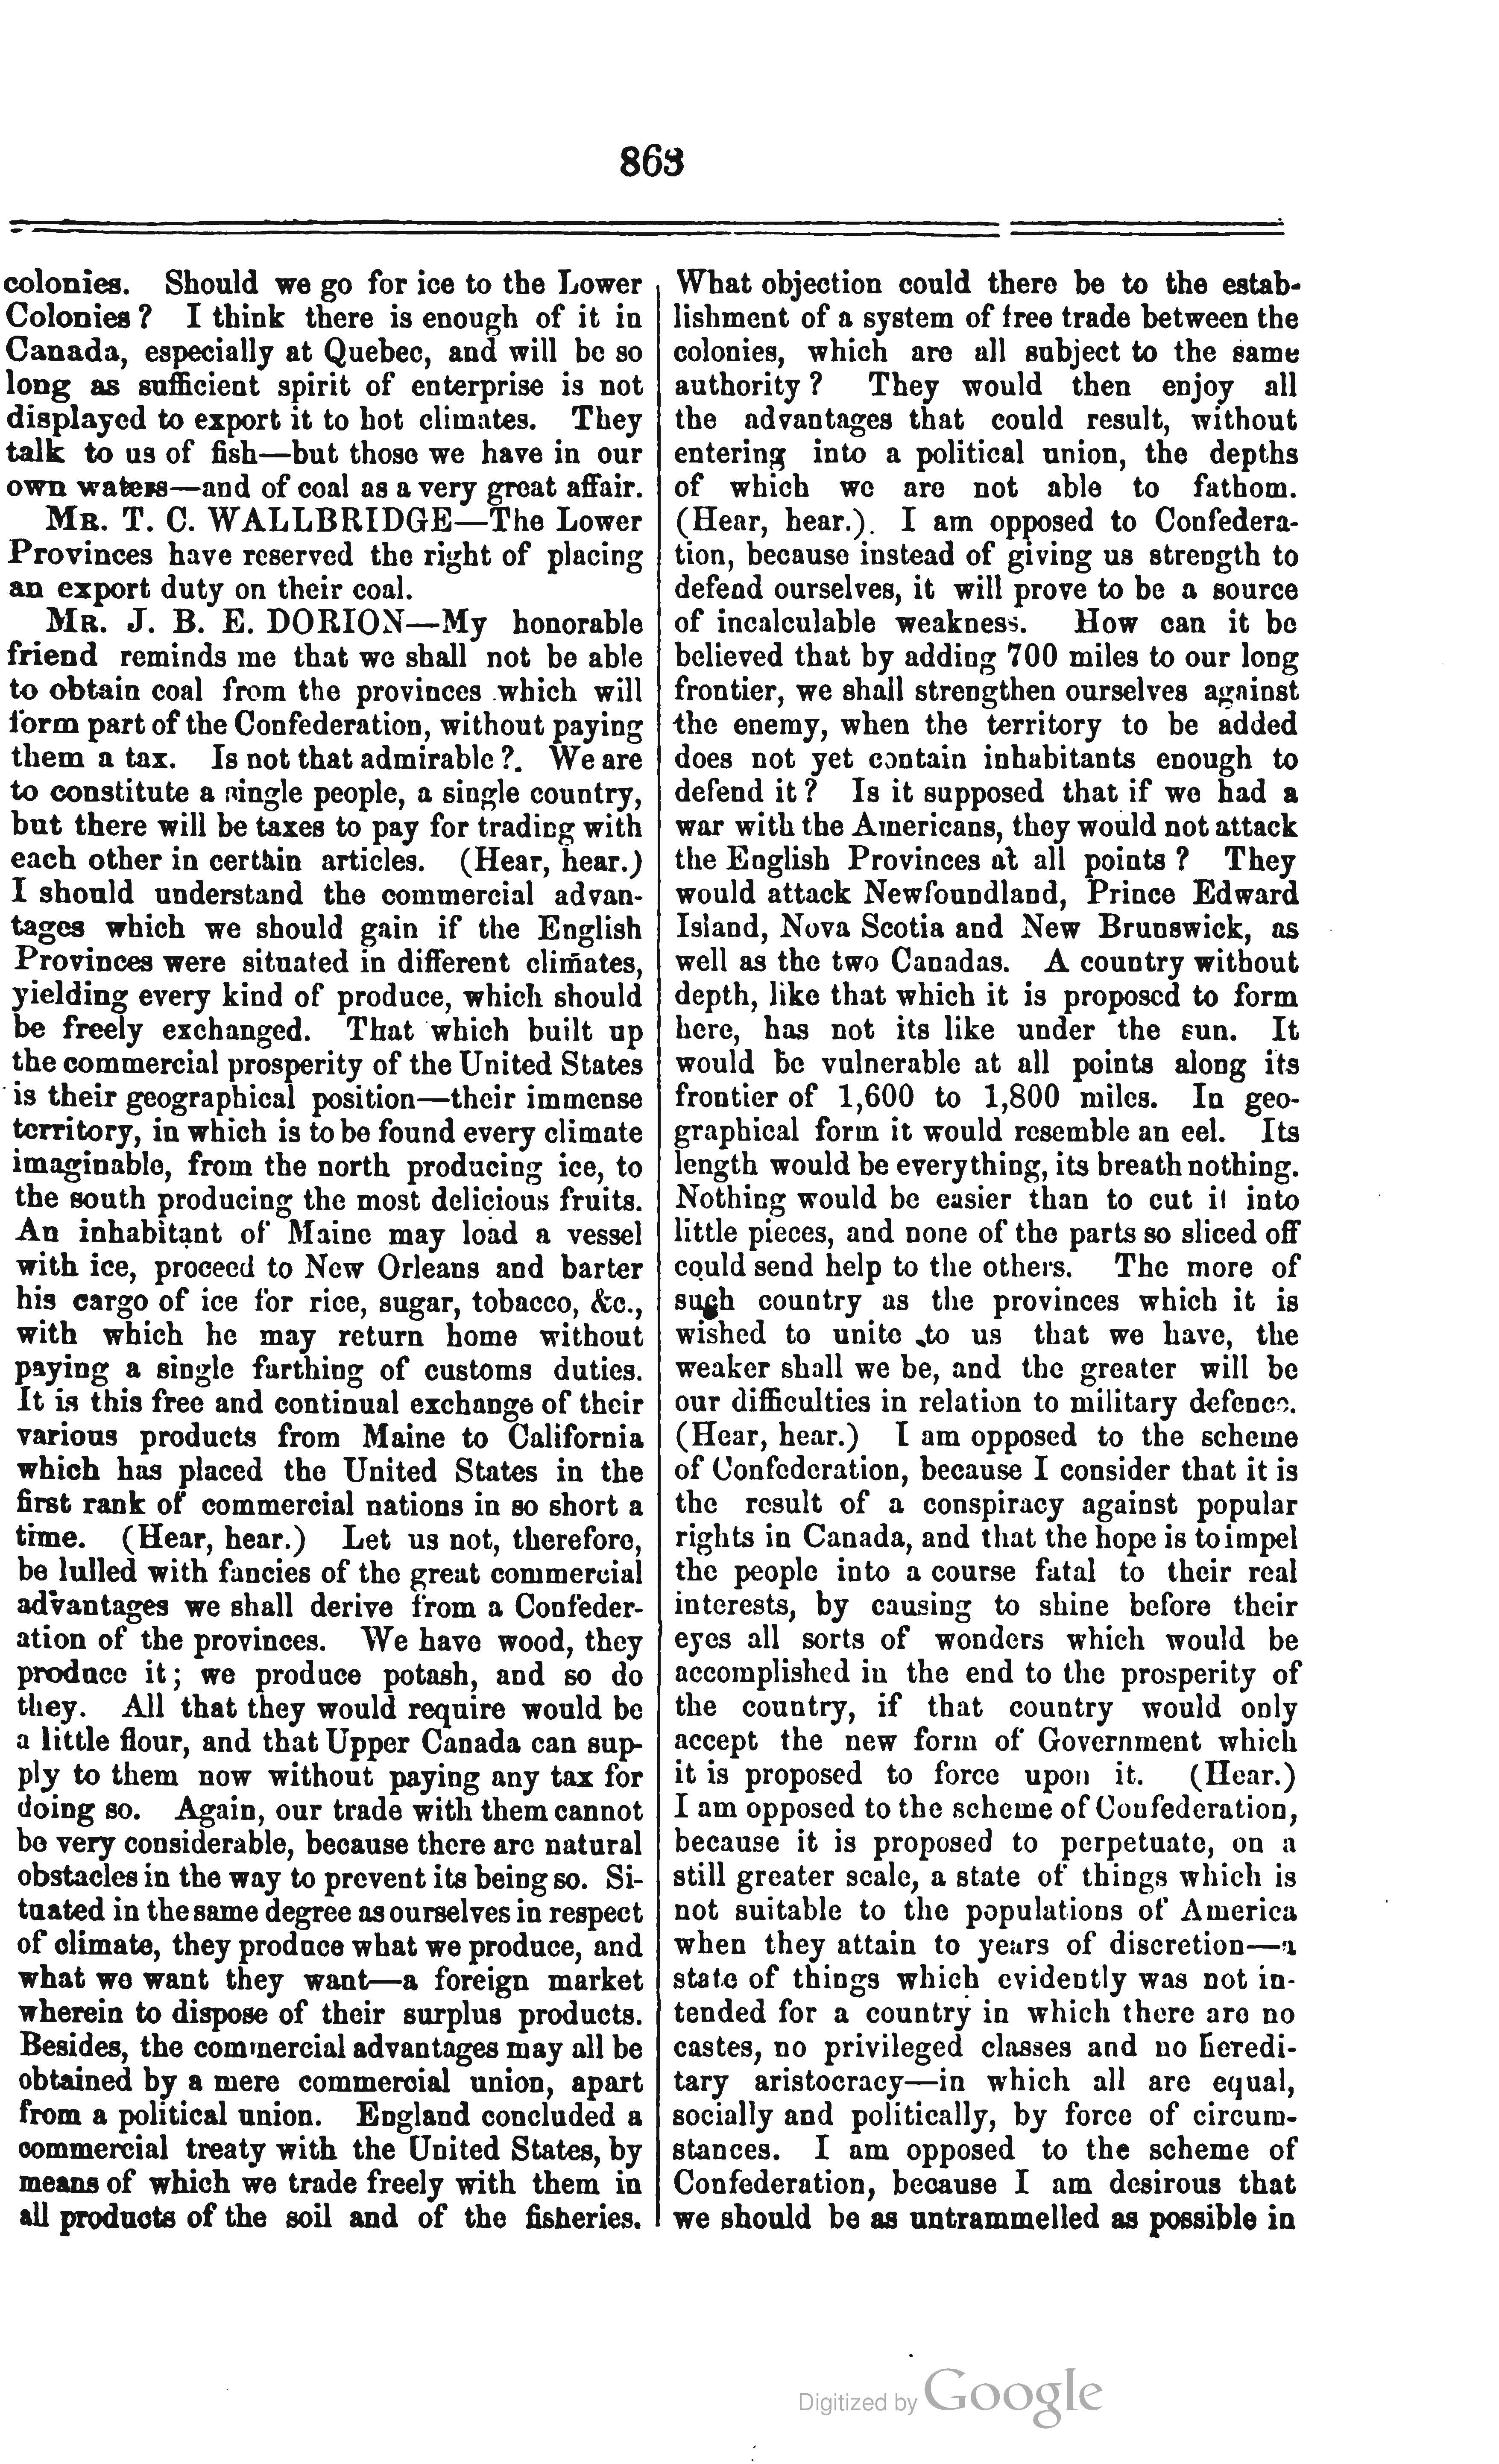 863
colonies. Should we go for ice to the Lower
Colonies? I think there is enough of it in
Canada, especially at Quebec, and will be so
long as sufficient spirit of enterprise is not
displayed to export it to hot climates. They
talk to us of fish—but those we have in our
own waters—and of coal as a very great affair.
MR. T. C. WALLBRIDGE—The Lower
Provinces have reserved the right of placing
an export duty on their coal.
MR. J. B. E. DORION—My honorable
friend reminds me that we shall not be able
to obtain coal from the provinces which will
form part of the Confederation, without paying
them a tax. Is not that admirable?. We are
to constitute a single people, a single country,
but there will be taxes to pay for trading with
each other in certain articles. (Hear, hear.)
I should understand the commercial advan-
tages which we should gain if the English
Provinces were situated in different climates,
yielding every kind of produce, which should
be freely exchanged. That which built up
the commercial prosperity of the United States
is their geographical position—their immense
territory, in which is to be found every climate
imaginable, from the north producing ice, to
the south producing the most delicious fruits.
An inhabitant of Maine may load a vessel
with ice, proceed to New Orleans and barter
his cargo of ice for rice, sugar, tobacco, &c.,
with which he may return home without
paying a single farthing of customs duties.
It is this free and continual exchange of their
various products from Maine to California
which has placed the United States in the
first rank of commercial nations in so short a
time. (Hear, hear.) Let us not, therefore,
be lulled with fancies of the great commercial
advantages we shall derive from a Confeder-
ation of the provinces. We have wood, they
produce it; we produce potash, and so do
they. All that they would require would be
a little flour, and that Upper Canada can sup-
ply to them now without paying any tax for
doing so. Again, our trade with them cannot
be very considerable, because there are natural
obstacles in the way to prevent its being so. Si-
tuated in the same degree as ourselves in respect
of climate, they produce what we produce, and
what we want they want—a foreign market
wherein to dispose of their surplus products.
Besides, the commercial advantages may all be
obtained by a mere commercial union, apart
from a political union. England concluded a
commercial treaty with the United States, by
means of which we trade freely with them in
all products of the soil and of the fisheries.
What objection could there be to the estab-
lishment of a system of free trade between the
colonies, which are all subject to the same
authority? They would then enjoy all
the advantages that could result, without
entering into a political union, the depths
of which we are not able to fathom.
(Hear, hear.). I am opposed to Confedera-
tion, because instead of giving us strength to
defend ourselves, it will prove to be a source
of incalculable weakness. How can it be
believed that by adding 700 miles to our long
frontier, we shall strengthen ourselves against
the enemy, when the territory to be added
does not yet contain inhabitants enough to
defend it? Is it supposed that if we had a
war with the Americans, they would not attack
the English Provinces at all points? They
would attack Newfoundland, Prince Edward
Island, Nova Scotia and New Brunswick, as
well as the two Canadas. A country without
depth, like that which it is proposed to form
here, has not its like under the sun. It
would be vulnerable at all points along its
frontier of 1,600 to 1,800 miles. In geo-
graphical form it would resemble an eel. Its
length would be everything, its breath nothing.
Nothing would be easier than to cut it into
little pieces, and none of the parts so sliced off
could send help to the others. The more of
such country as the provinces which it is
wished to unite to us that we have, the
weaker shall we be, and the greater will be
our difficulties in relation to military defence.
(Hear, hear.) I am opposed to the scheme
of Confederation, because I consider that it is
the result of a conspiracy against popular
rights in Canada, and that the hope is to impel
the people into a course fatal to their real
interests, by causing to shine before their
eyes all sorts of wonders which would be
accomplished in the end to the prosperity of
the country, if that country would only
accept the new form of Government which
it is proposed to force upon it. (Hear.)
I am opposed to the scheme of Confederation,
because it is proposed to perpetuate, on a
still greater scale, a state of things which is
not suitable to the populations of America
when they attain to years of discretion—a
state of things which evidently was not in-
tended for a country in which there are no
castes, no privileged classes and no heredi-
tary aristocracy—in which all are equal,
socially and politically, by force of circum-
stances. I am opposed to the scheme of
Confederation, because I am desirous that
we should be as untrammelled as possible in
Digitized by Google